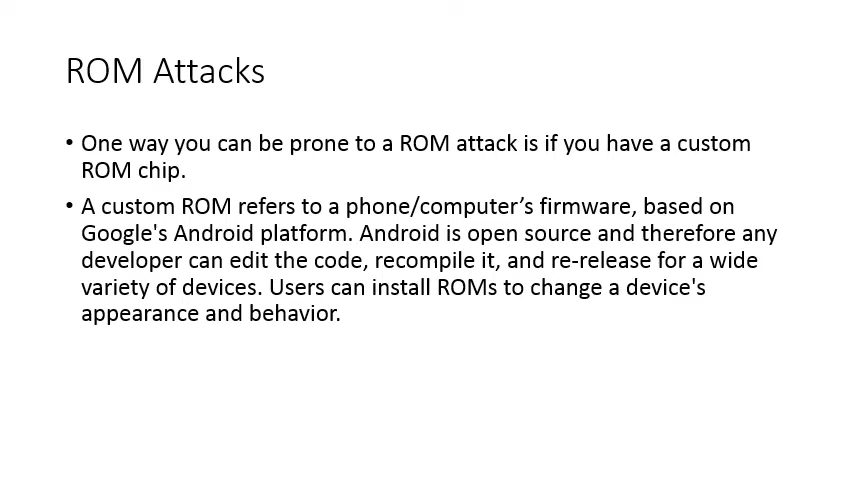 ROM Attacks
• One way you can be prone to a ROM attack is if you have a custom
ROM chip.
• A custom ROM refers to a phone/computer’s firmware, based on
Google's Android platform. Android is open source and therefore any
developer can edit the code, recompile it, and re-release for a wide
variety of devices. Users can install ROMs to change a device's
appearance and behavior.